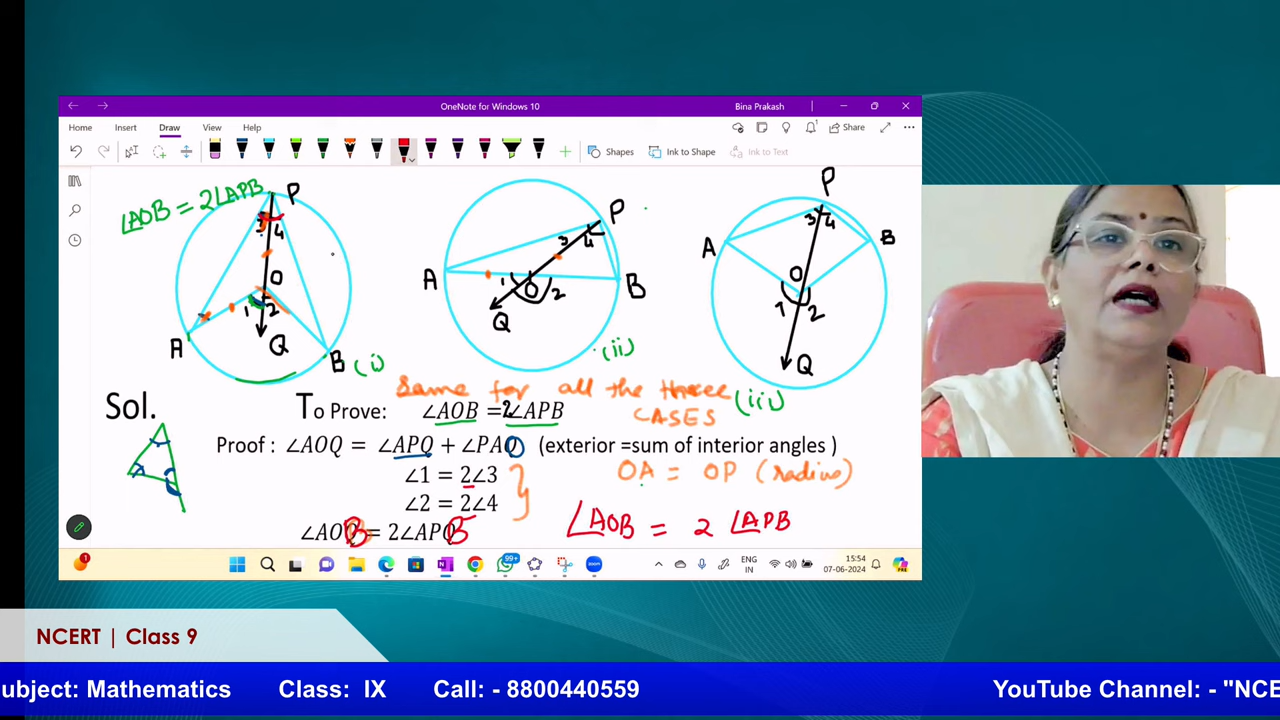 OneNote for Windows 10
Bina Prakash
Home Insert Draw View Help
Share
Shapes
Ink to Shape
Ink to Text
∠AOB = 2∠APB
P
3 4
O
1 2
Q
A
B
(i)
P
3 4
A
1 O 2
B
Q
(ii)
P
3 4
A
B
O
1 2
Q
(iii)
Same for all the three
CASES
Sol.
To Prove: ∠AOB = 2∠APB
Proof : ∠AOQ = ∠APQ + ∠PAO (exterior =sum of interior angles )
∠1 = 2∠3
OA = OP (radius)
∠2 = 2∠4
∠AOB = 2∠APB
∠AOB = 2 ∠APB
1
99+
zoom
ENG
IN
15:54
07-06-2024
NCERT | Class 9
ubject: Mathematics Class: IX Call: - 8800440559 YouTube Channel: - "NCE